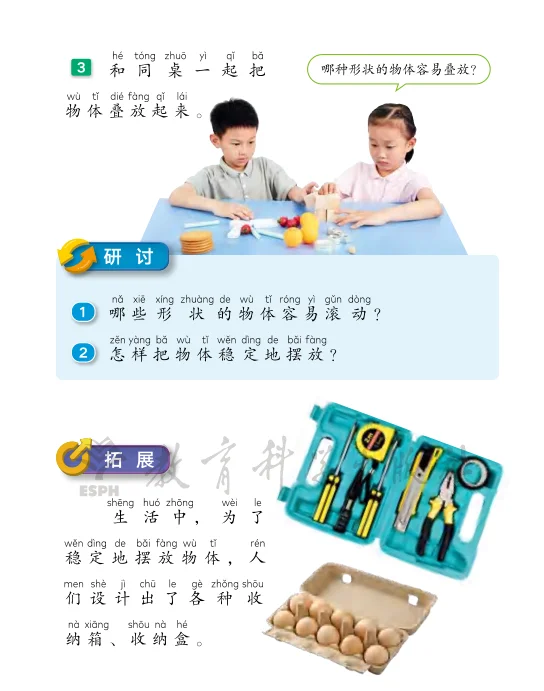 hé tóng zhuō yì qǐ bǎ
3 和同桌一起把
wù tǐ dié fàng qǐ lái
物体叠放起来。
哪种形状的物体容易叠放?
研讨
nǎ xiē xíng zhuàng de wù tǐ róng yì gǔn dòng
1 哪些形状的物体容易滚动?
zěn yàng bǎ wù tǐ wěn dìng de bǎi fàng
2 怎样把物体稳定地摆放?
拓展
ESPH
教育科学出版社
shēng huó zhōng wèi le
生活中,为了
wěn dìng de bǎi fàng wù tǐ rén
稳定地摆放物体,人
men shè jì chū le gè zhǒng shōu
们设计出了各种收
nà xiāng shōu nà hé
纳箱、收纳盒。